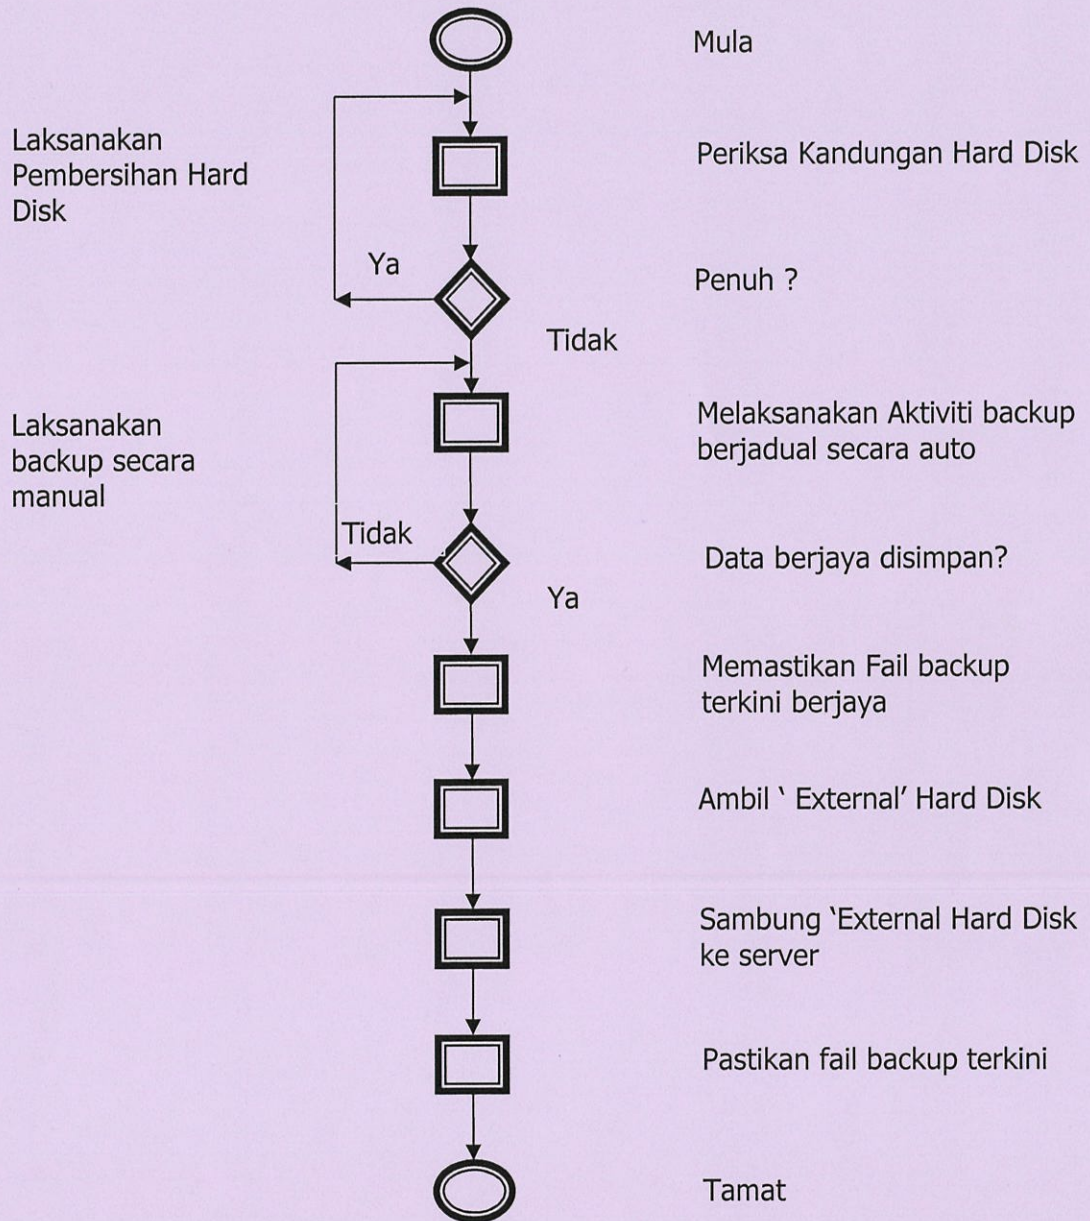 Mula
Laksanakan
Pembersihan Hard
Disk
Periksa Kandungan Hard Disk
Ya
Penuh ?
Tidak
Laksanakan
backup secara
manual
Melaksanakan Aktiviti backup
berjadual secara auto
Tidak
Data berjaya disimpan?
Ya
Memastikan Fail backup
terkini berjaya
Ambil ‘ External’ Hard Disk
Sambung ‘External Hard Disk
ke server
Pastikan fail backup terkini
Tamat